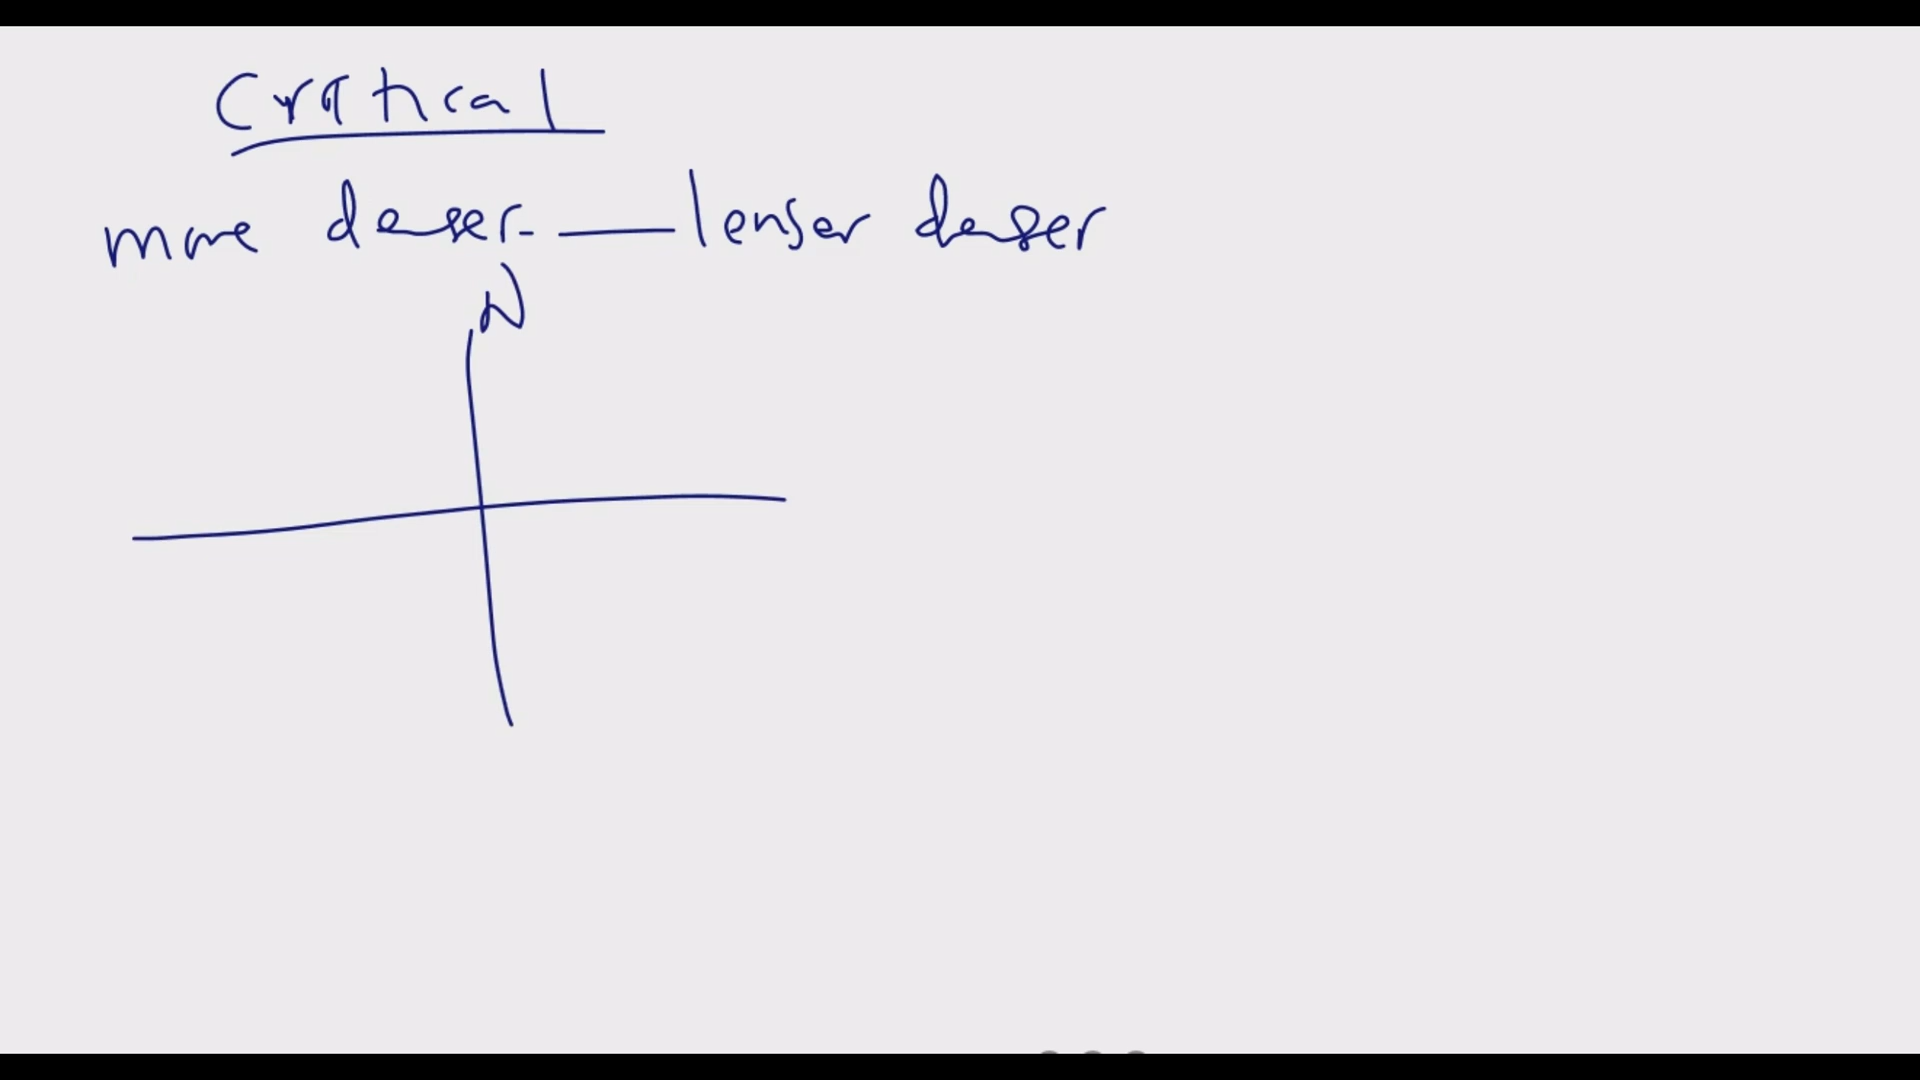 Critical
more denser - — lenser denser
N